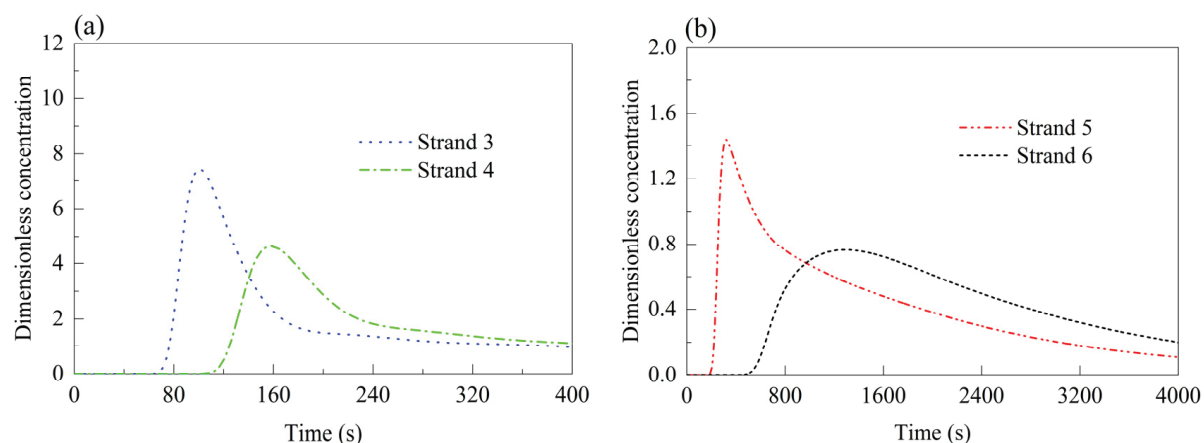 (a)
Dimensionless concentration
12
10
8
6
4
2
0
Strand 3
Strand 4
0 80 160 240 320 400
Time (s)
(b)
Dimensionless concentration
2.0
1.6
1.2
0.8
0.4
0.0
Strand 5
Strand 6
0 800 1600 2400 3200 4000
Time (s)